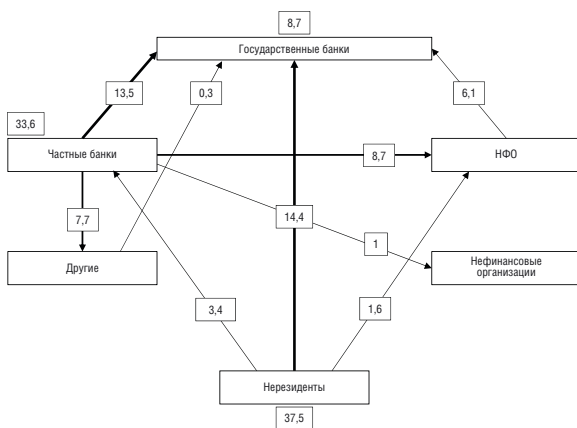 8,7
Государственные банки
13,5
0,3
6,1
33,6
Частные банки
8,7
НФО
7,7
14,4
1
Другие
Нефинансовые
организации
3,4
1,6
Нерезиденты
37,5